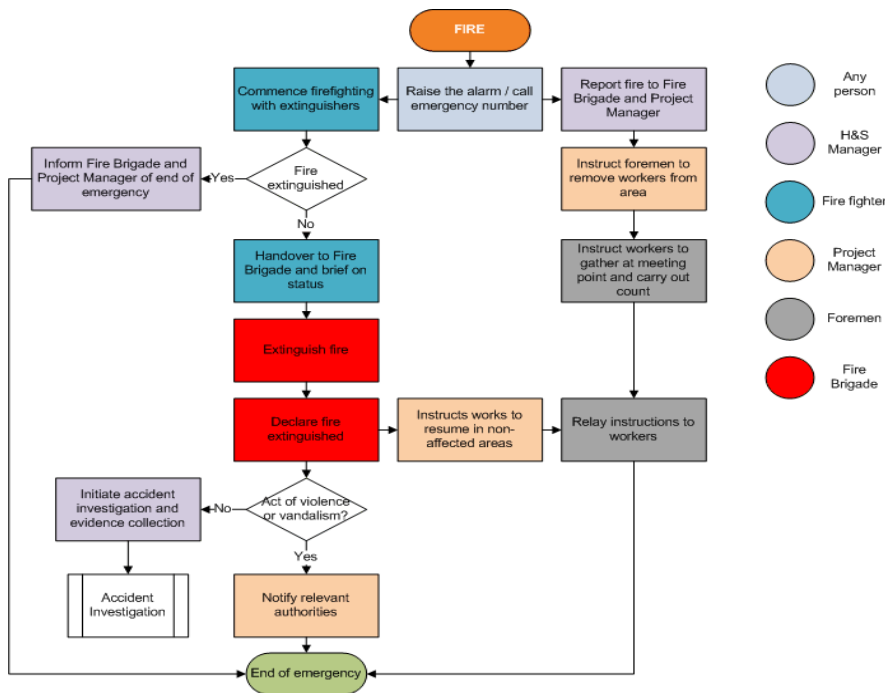 FIRE
Commence firefighting
with extinguishers
Raise the alarm / call
emergency number
Report fire to Fire
Brigade and Project
Manager
Any
person
Inform Fire Brigade and
Project Manager of end of
emergency
Yes
Fire
extinguished
Instruct foremen to
remove workers from
area
H&S
Manager
No
Fire fighter
Handover to Fire
Brigade and brief on
status
Instruct workers to
gather at meeting
point and carry out
count
Project
Manager
Extinguish fire
Foremen
Fire
Brigade
Declare fire
extinguished
Instructs works to
resume in non-
affected areas
Relay instructions to
workers
Initiate accident
investigation and
evidence collection
No
Act of violence
or vandalism?
Yes
Accident
Investigation
Notify relevant
authorities
End of emergency